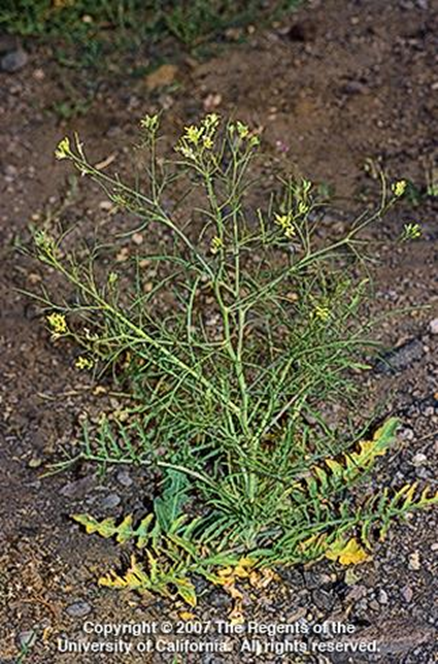 Copyright © 2007 The Regents of the
University of California. All rights reserved.